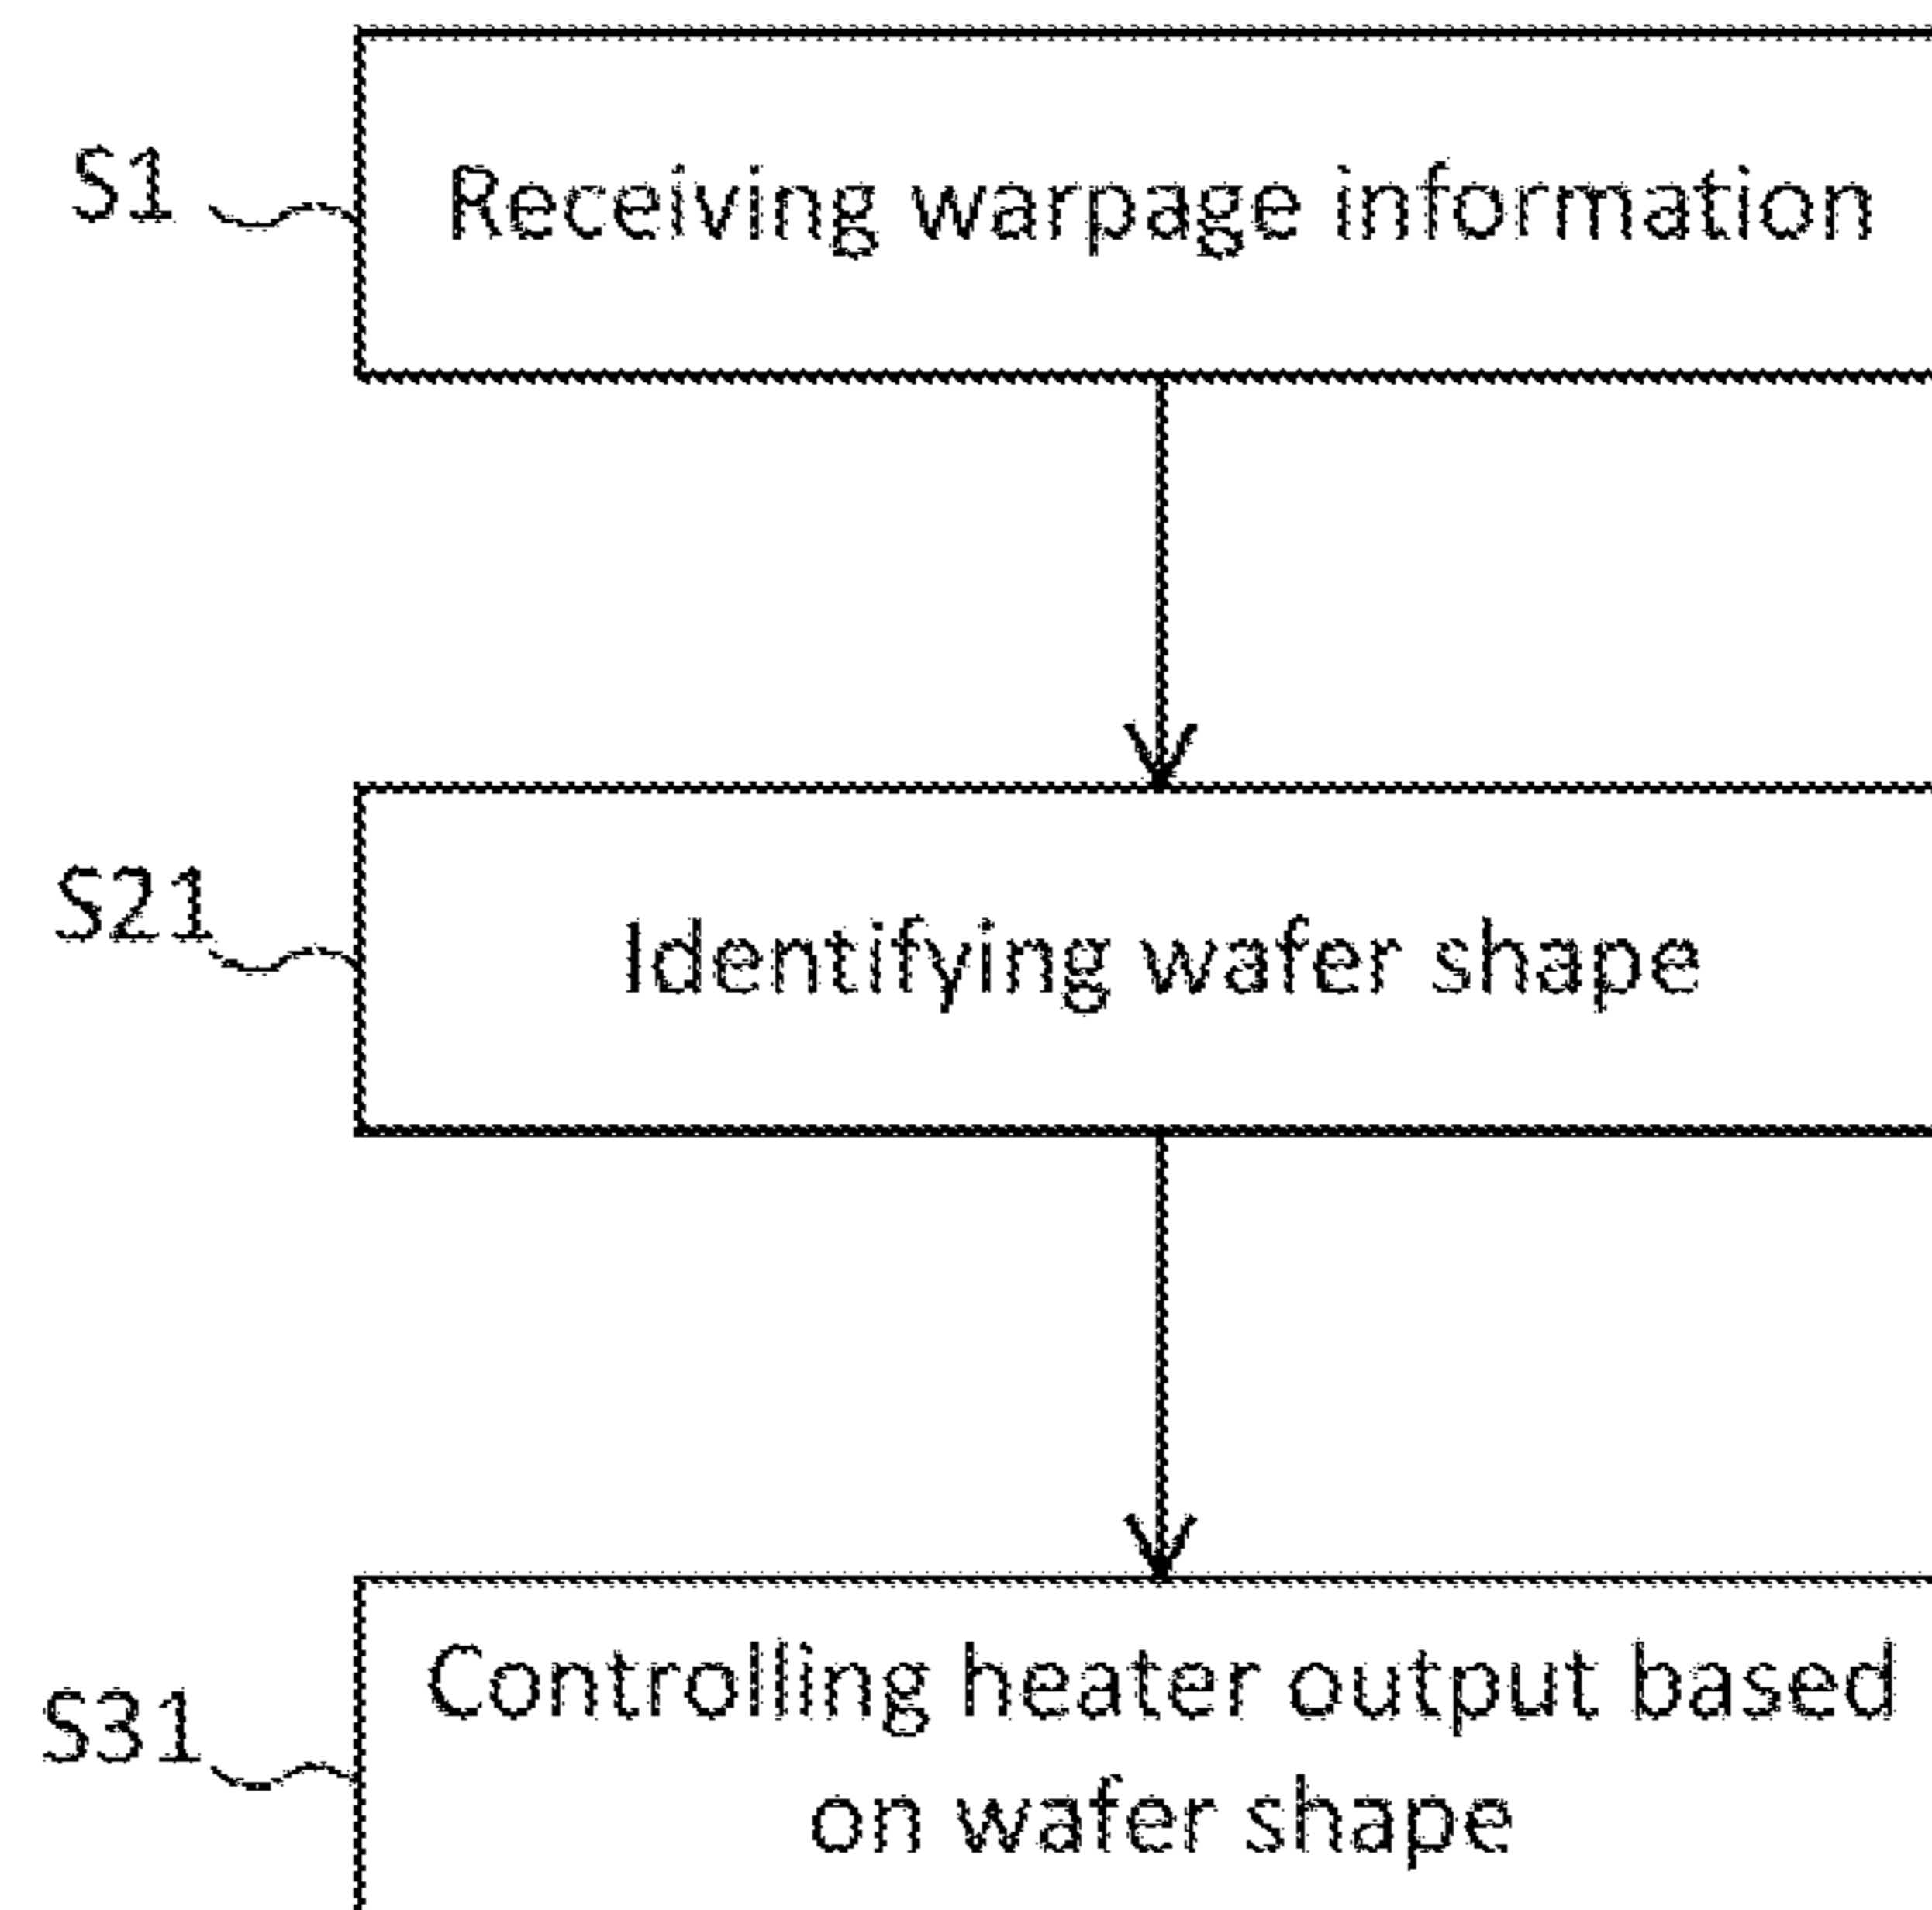 S1
Receiving warpage information
S21
Identifying wafer shape
S31
Controlling heater output based
on wafer shape